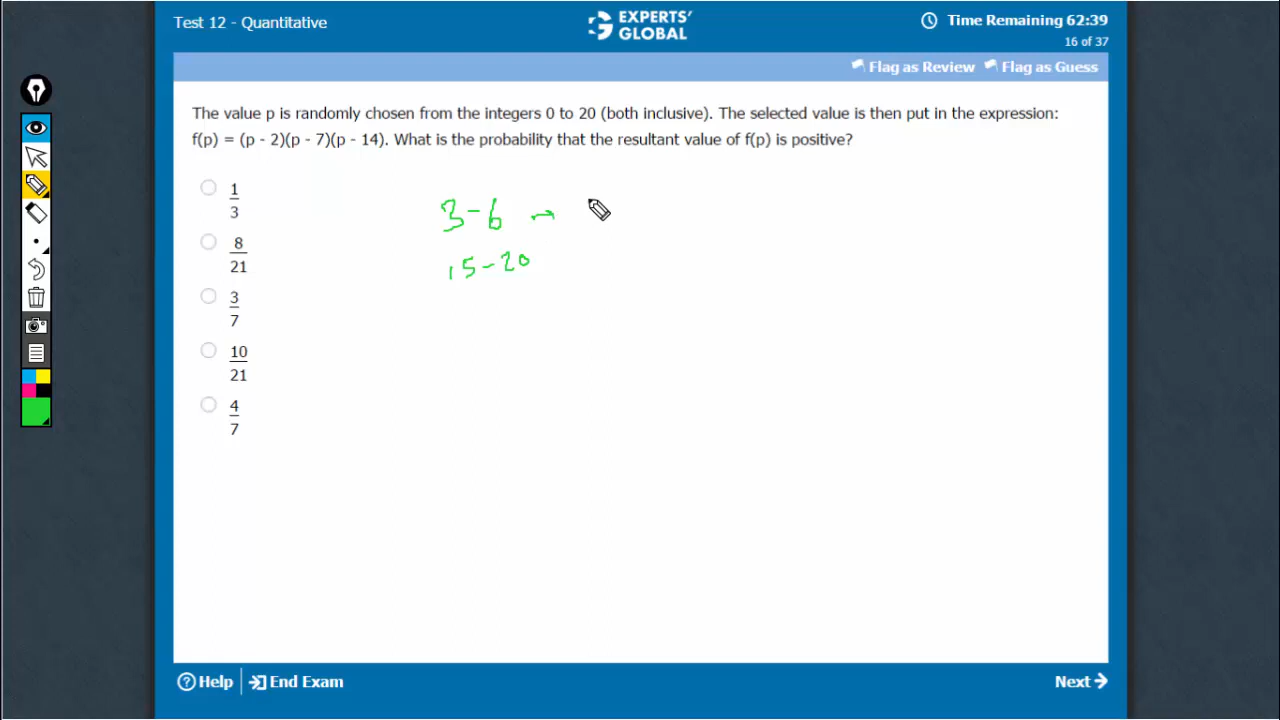 Test 12 - Quantitative
EXPERTS'
GLOBAL
Time Remaining 62:39
16 of 37
Flag as Review Flag as Guess
The value p is randomly chosen from the integers 0 to 20 (both inclusive). The selected value is then put in the expression:
f(p) = (p - 2)(p - 7)(p - 14). What is the probability that the resultant value of f(p) is positive?
1
3
8
21
3
7
10
21
4
7
3-6 →
15-20
Help End Exam
Next